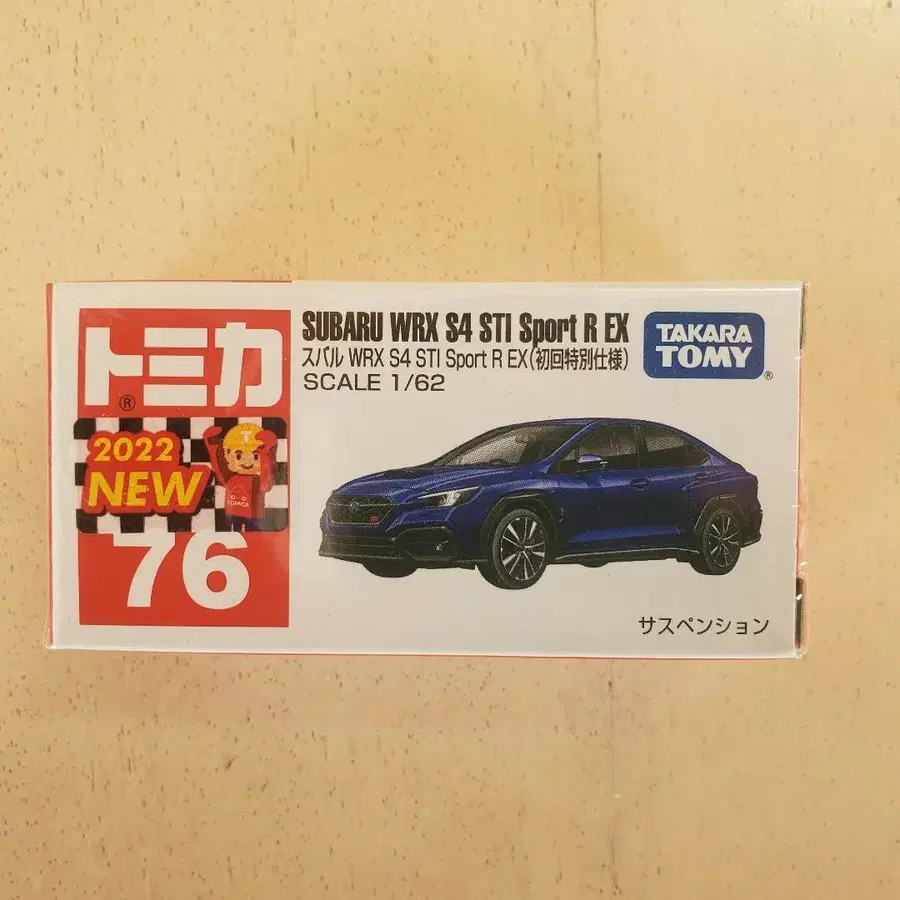 トミカ
®
2022
NEW
T
TOMICA
76
SUBARU WRX S4 STI Sport R EX
スバル WRX S4 STI Sport R EX(初回特別仕様)
SCALE 1/62
TAKARA
TOMY
®
サスペンション